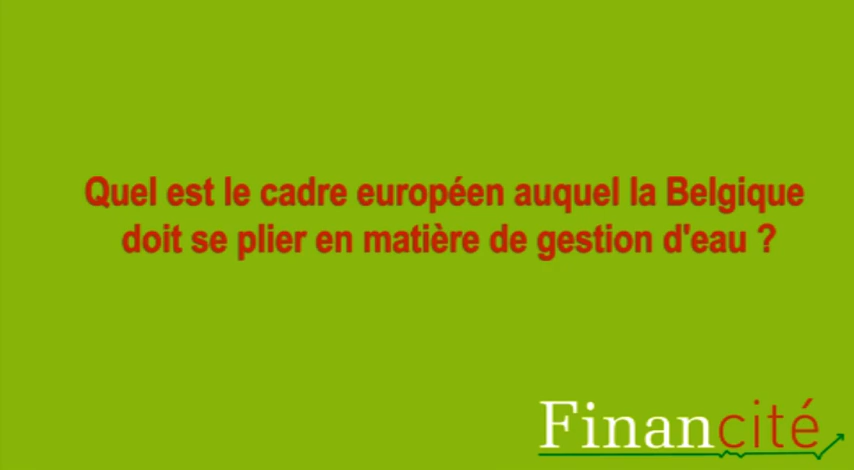 Quel est le cadre européen auquel la Belgique
doit se plier en matière de gestion d'eau ?
Financité